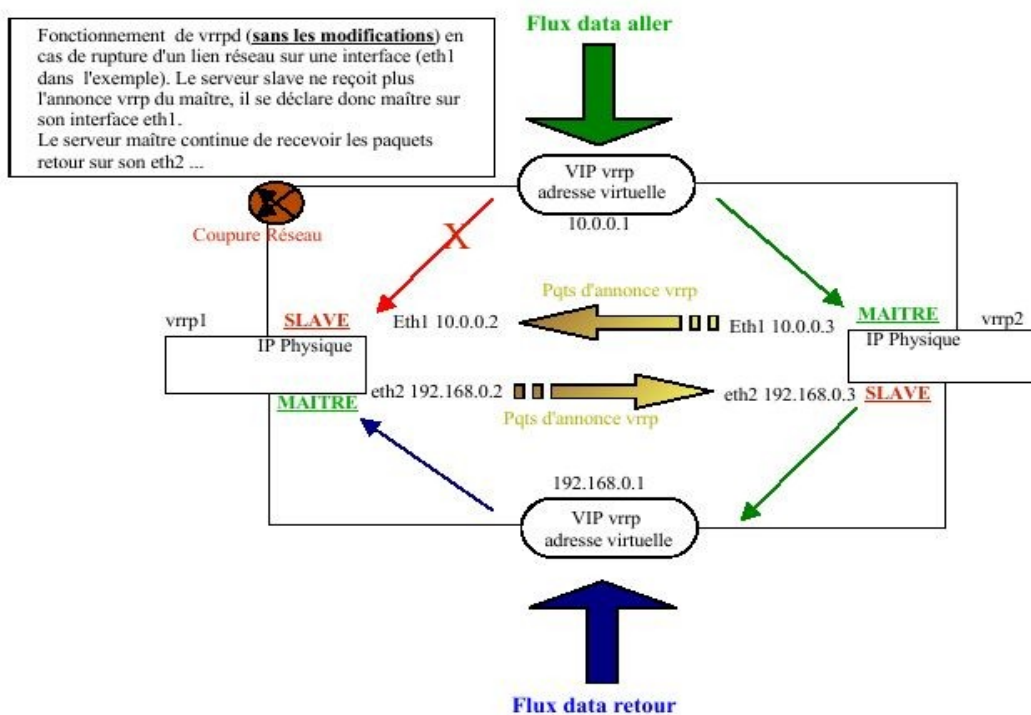 Flux data aller
Fonctionnement de vrrpd (sans les modifications) en
cas de rupture d'un lien réseau sur une interface (eth1
dans l'exemple). Le serveur slave ne reçoit plus
l'annonce vrrp du maître, il se déclare donc maître sur
son interface eth1.
Le serveur maître continue de recevoir les paquets
retour sur son eth2 ...
VIP vrrp
adresse virtuelle
10.0.0.1
Coupure Réseau
X
Pqts d'annonce vrrp
vrrp1
SLAVE
Eth1 10.0.0.2
Eth1 10.0.0.3
MAITRE
vrrp2
IP Physique
IP Physique
MAITRE
eth2 192.168.0.2
eth2 192.168.0.3
SLAVE
Pqts d'annonce vrrp
192.168.0.1
VIP vrrp
adresse virtuelle
Flux data retour